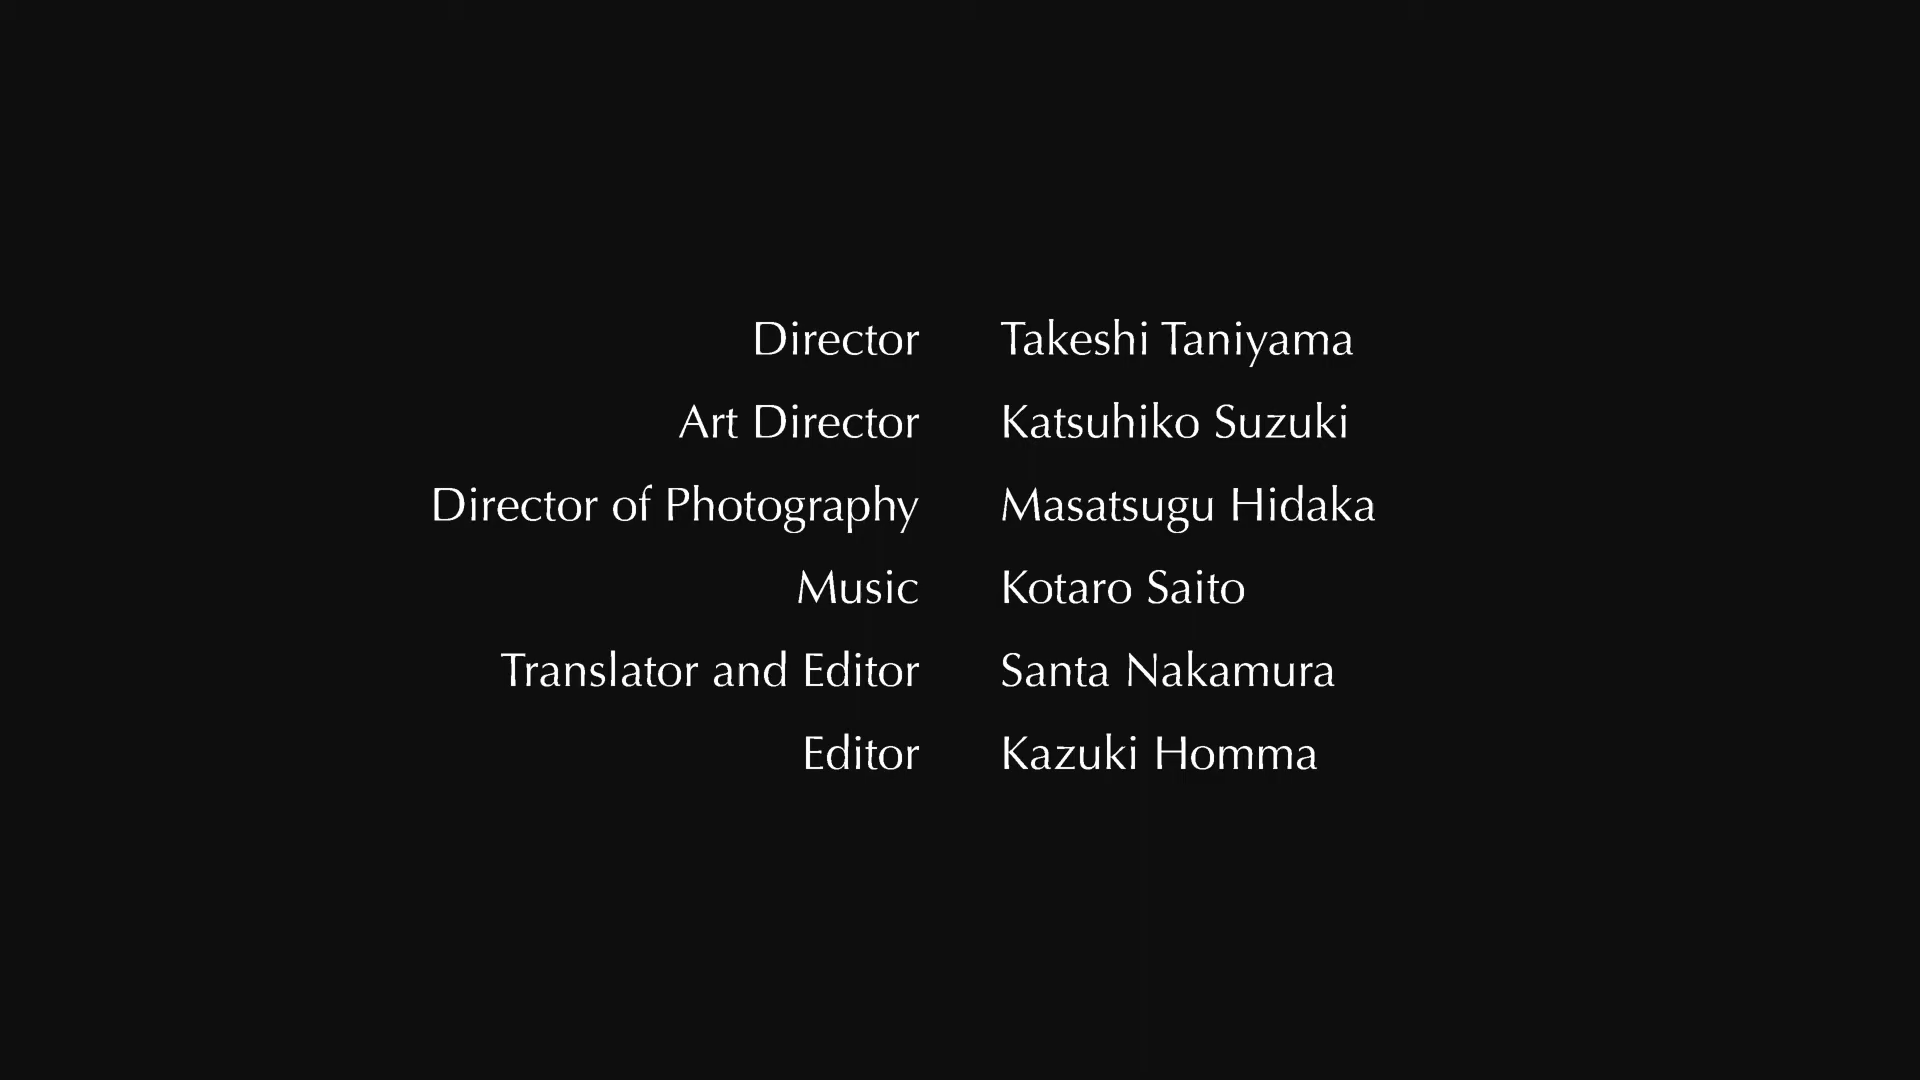 Director Takeshi Taniyama
Art Director Katsuhiko Suzuki
Director of Photography Masatsugu Hidaka
Music Kotaro Saito
Translator and Editor Santa Nakamura
Editor Kazuki Homma